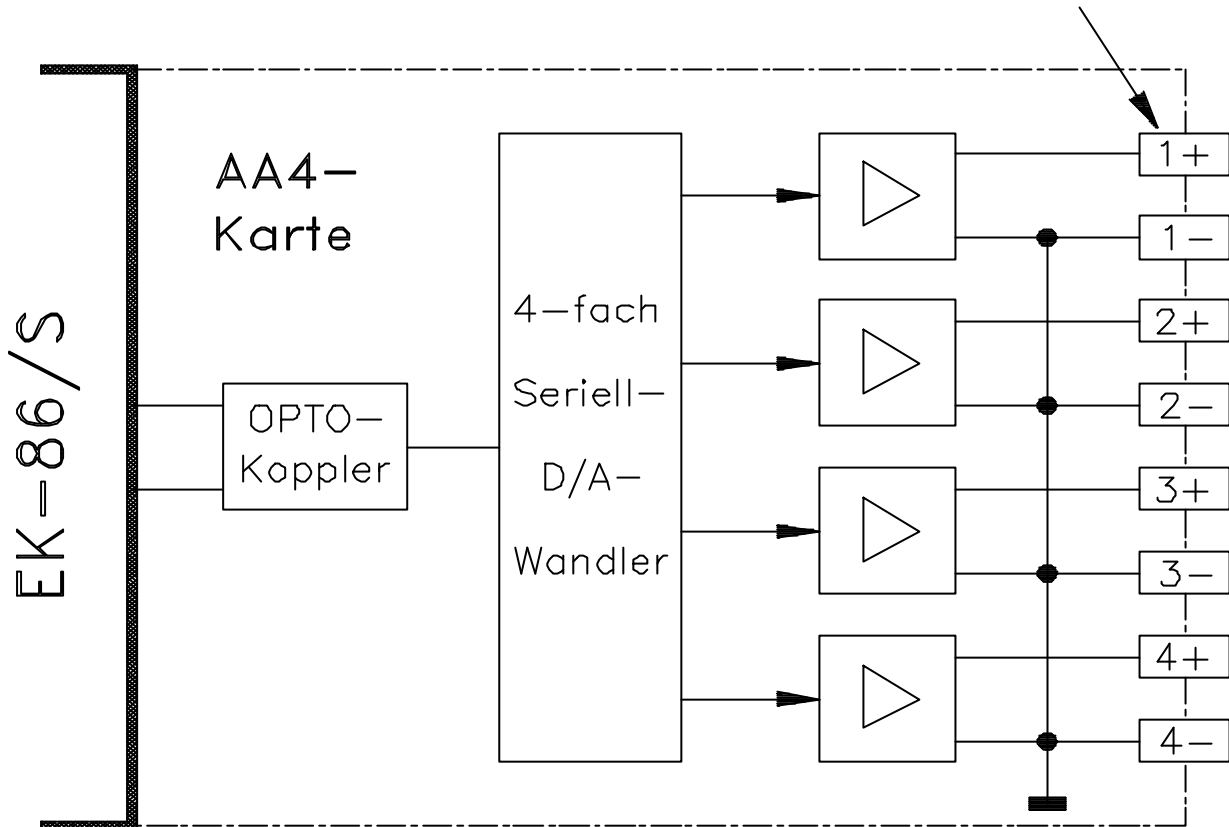 EK-86/S
AA4-
Karte
OPTO-
Koppler
4-fach
Seriell-
D/A-
Wandler
1+
1-
2+
2-
3+
3-
4+
4-